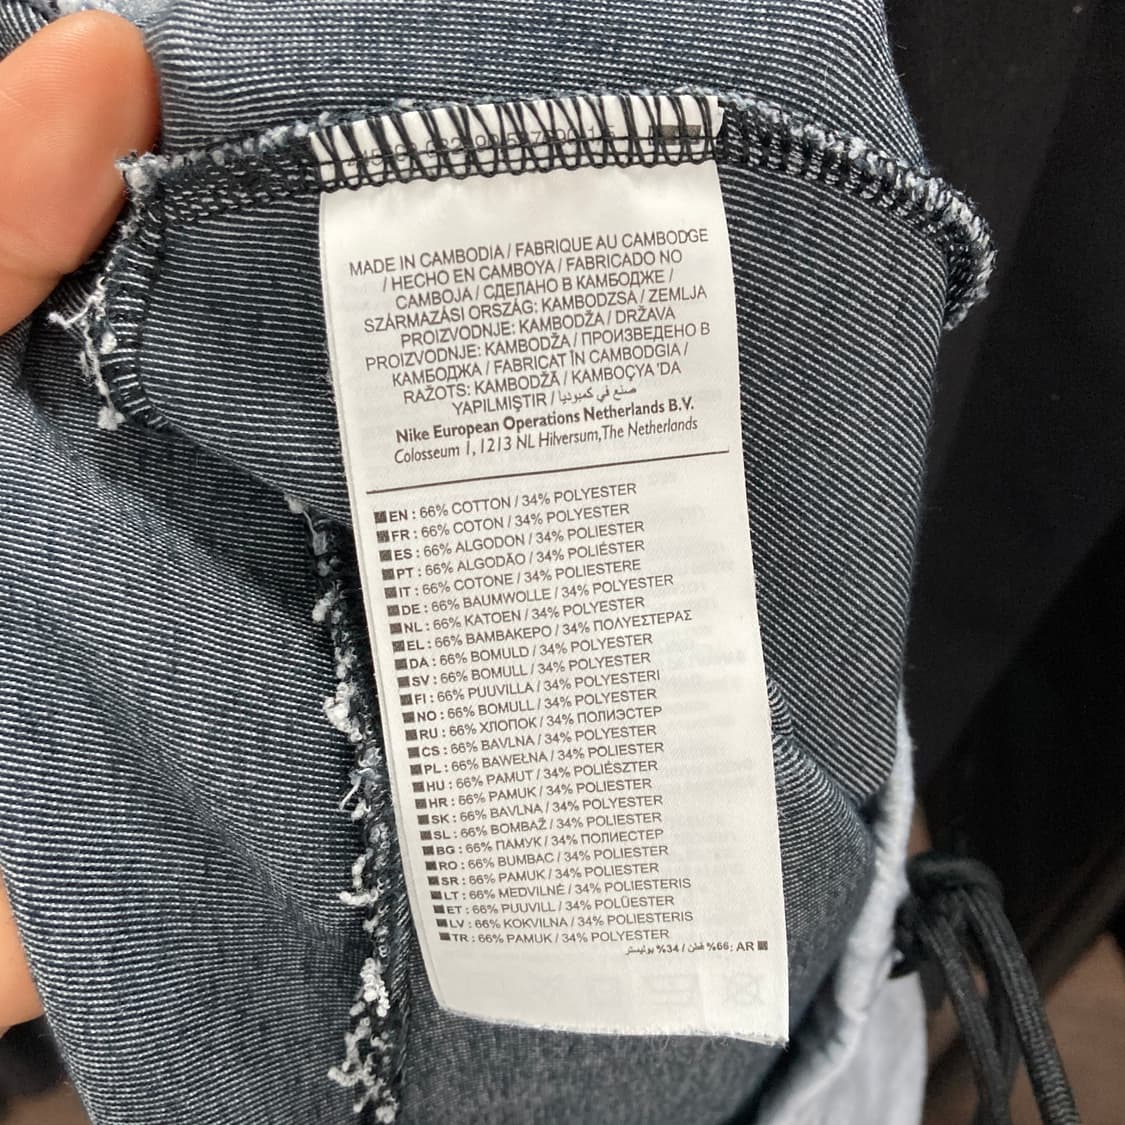 MADE IN CAMBODIA / FABRIQUE AU CAMBODGE
/ HECHO EN CAMBOYA / FABRICADO NO
CAMBOJA / СДЕЛАНО В КАМБОДЖЕ /
SZÁRMAZÁSI ORSZÁG: KAMBODZSA / ZEMLJA
PROIZVODNJE: KAMBODŽA / DRŽAVA
PROIZVODNJE: KAMBODŽA / ПРОИЗВЕДЕНО В
КАМБОДЖА / FABRICAT ÎN CAMBODGIA /
RAŽOTS: KAMBODŽĀ / KAMBOÇYA 'DA
YAPILMIŞTIR / صنع في كمبوديا
Nike European Operations Netherlands B.V.
Colosseum 1, 1213 NL Hilversum, The Netherlands
EN : 66% COTTON / 34% POLYESTER
FR : 66% COTON / 34% POLYESTER
ES : 66% ALGODON / 34% POLIESTER
PT : 66% ALGODÃO / 34% POLIÉSTER
IT : 66% COTONE / 34% POLIESTERE
DE : 66% BAUMWOLLE / 34% POLYESTER
NL : 66% KATOEN / 34% POLYESTER
EL : 66% ΒΑΜΒΑΚΕΡΟ / 34% ΠΟΛΥΕΣΤΕΡΑΣ
DA : 66% BOMULD / 34% POLYESTER
SV : 66% BOMULL / 34% POLYESTER
FI : 66% PUUVILLA / 34% POLYESTERI
NO : 66% BOMULL / 34% POLYESTER
RU : 66% ХЛОПОК / 34% ПОЛИЭСТЕР
CS : 66% BAVLNA / 34% POLYESTER
PL : 66% BAWEŁNA / 34% POLIESTER
HU : 66% PAMUT / 34% POLIÉSZTER
HR : 66% PAMUK / 34% POLIESTER
SK : 66% BAVLNA / 34% POLYESTER
SL : 66% BOMBAŽ / 34% POLIESTER
BG : 66% ПАМУК / 34% ПОЛИЕСТЕР
RO : 66% BUMBAC / 34% POLIESTER
SR : 66% PAMUK / 34% POLIESTER
LT : 66% MEDVILNĖ / 34% POLIESTERIS
ET : 66% PUUVILL / 34% POLÜESTER
LV : 66% KOKVILNA / 34% POLIESTERIS
TR : 66% PAMUK / 34% POLYESTER
AR :66% قطن / 34% بوليستر